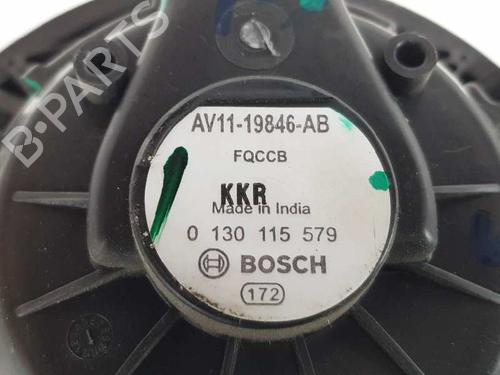 B-PARTS
AV11-19846-AB
FQCCB
KKR
Made in India
0 130 115 579
BOSCH
172